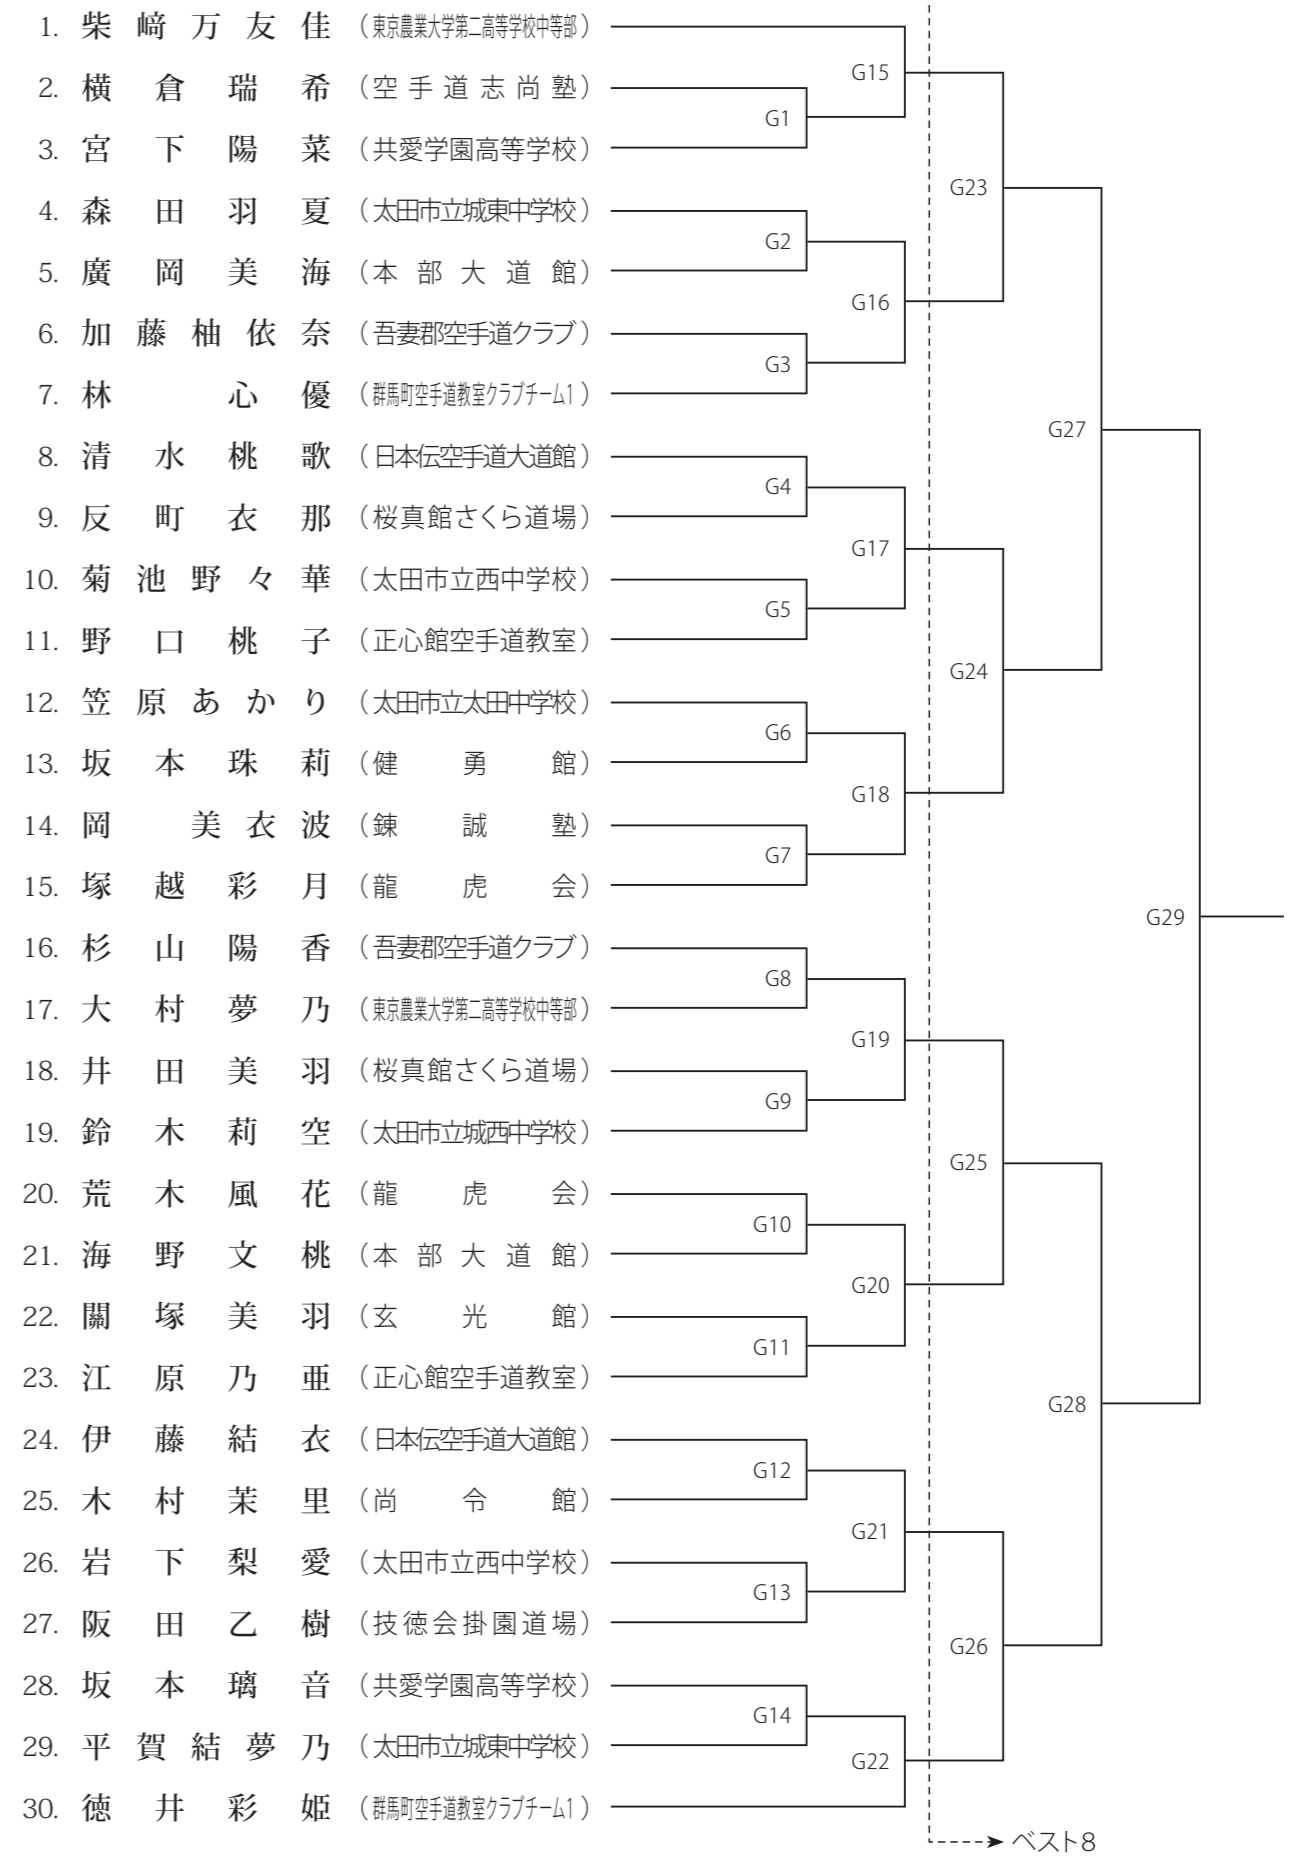 1. 柴﨑万友佳 (東京農業大学第二高等学校中等部)
G15
2. 横倉瑞希 (空手道志尚塾)
G1
3. 宮下陽菜 (共愛学園高等学校)
G23
4. 森田羽夏 (太田市立城東中学校)
G2
5. 廣岡美海 (本部大道館)
G16
6. 加藤柚依奈 (吾妻郡空手道クラブ)
G3
7. 林心優 (群馬町空手道教室クラブチーム1)
G27
8. 清水桃歌 (日本伝空手道大道館)
G4
9. 反町衣那 (桜真館さくら道場)
G17
10. 菊池野々華 (太田市立西中学校)
G5
11. 野口桃子 (正心館空手道教室)
G24
12. 笠原あかり (太田市立太田中学校)
G6
13. 坂本珠莉 (健勇館)
G18
14. 岡美衣波 (錬誠塾)
G7
15. 塚越彩月 (龍虎会)
G29
16. 杉山陽香 (吾妻郡空手道クラブ)
G8
17. 大村夢乃 (東京農業大学第二高等学校中等部)
G19
18. 井田美羽 (桜真館さくら道場)
G9
19. 鈴木莉空 (太田市立城西中学校)
G25
20. 荒木風花 (龍虎会)
G10
21. 海野文桃 (本部大道館)
G20
22. 關塚美羽 (玄光館)
G11
23. 江原乃亜 (正心館空手道教室)
G28
24. 伊藤結衣 (日本伝空手道大道館)
G12
25. 木村茉里 (尚令館)
G21
26. 岩下梨愛 (太田市立西中学校)
G13
27. 阪田乙樹 (技徳会掛園道場)
G26
28. 坂本璃音 (共愛学園高等学校)
G14
29. 平賀結夢乃 (太田市立城東中学校)
G22
30. 徳井彩姫 (群馬町空手道教室クラブチーム1)
ベスト8